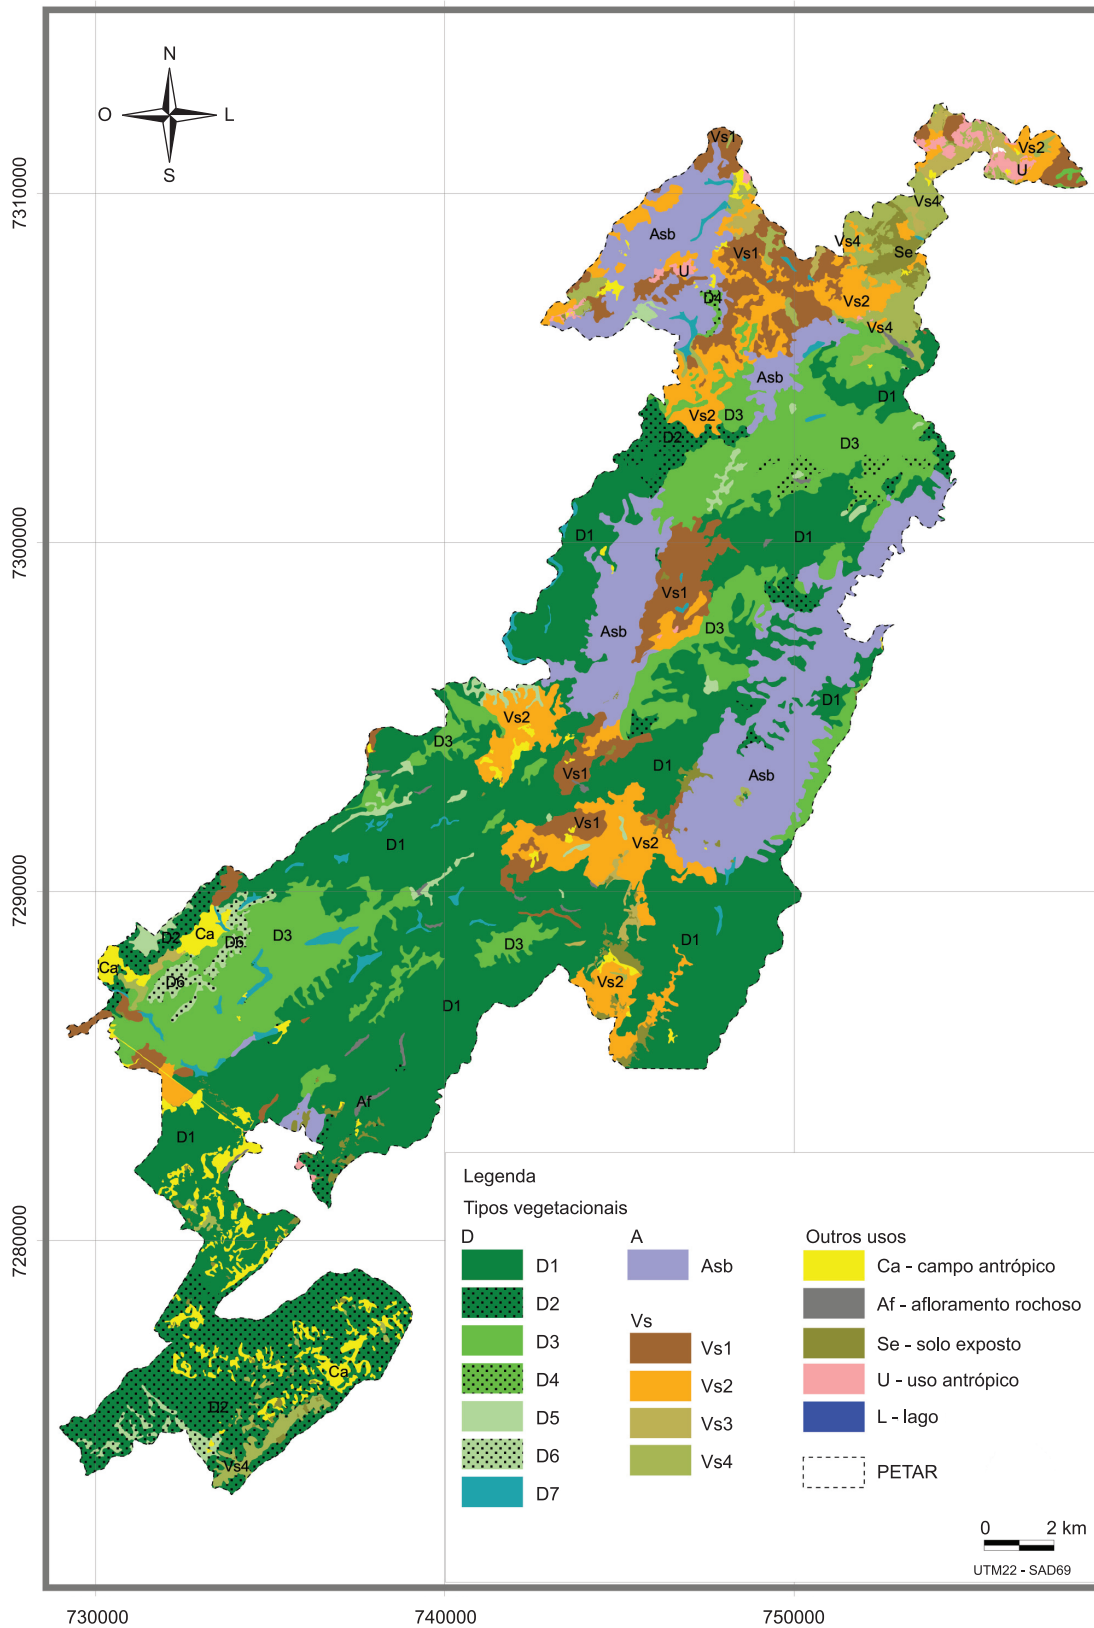 N
O L
S
7310000
7300000
7290000
7280000
Vs1
Vs2
U
Vs4
Asb
Vs4
Vs1
Se
U
D4
Vs2
Vs4
Asb
D1
Vs2
D3
D2
D3
D1
D1
Vs1
D3
Asb
D1
Vs2
D3
D1
Vs1
Asb
Vs1
D1
Vs2
D3
Ca
D2
D6
D3
D1
Ca
D6
Vs2
D1
Af
D1
Ca
D2
Vs4
Legenda
Tipos vegetacionais
D
D1
D2
D3
D4
D5
D6
D7
A
Asb
Vs
Vs1
Vs2
Vs3
Vs4
Outros usos
Ca - campo antrópico
Af - afloramento rochoso
Se - solo exposto
U - uso antrópico
L - lago
PETAR
0 2 km
UTM22 - SAD69
730000 740000 750000